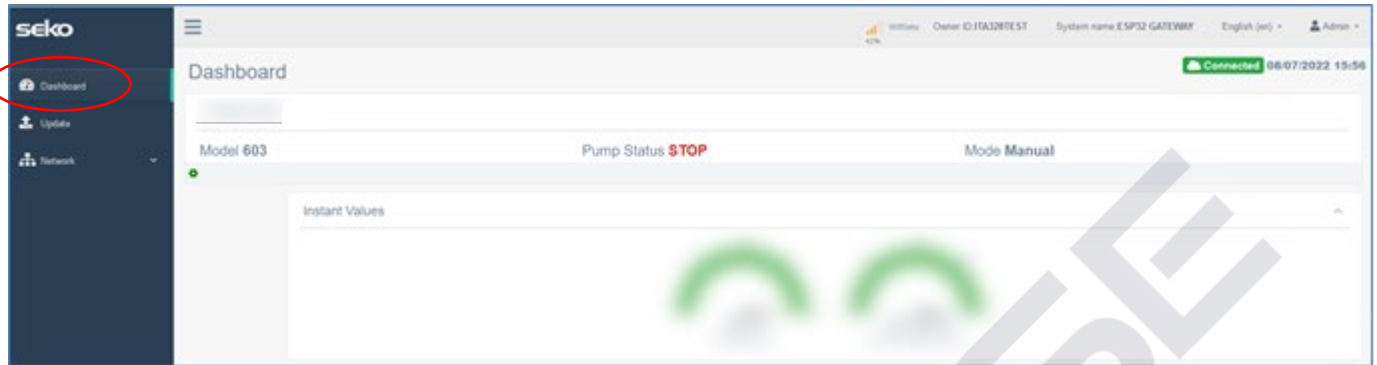 seko
Owner ID:ITA328TEST System name ESP32 GATEWAY English (en) Admin
42%
Connected 08/07/2022 15:56
Dashboard
Dashboard
Update
Network
Model 603 Pump Status STOP Mode Manual
Instant Values